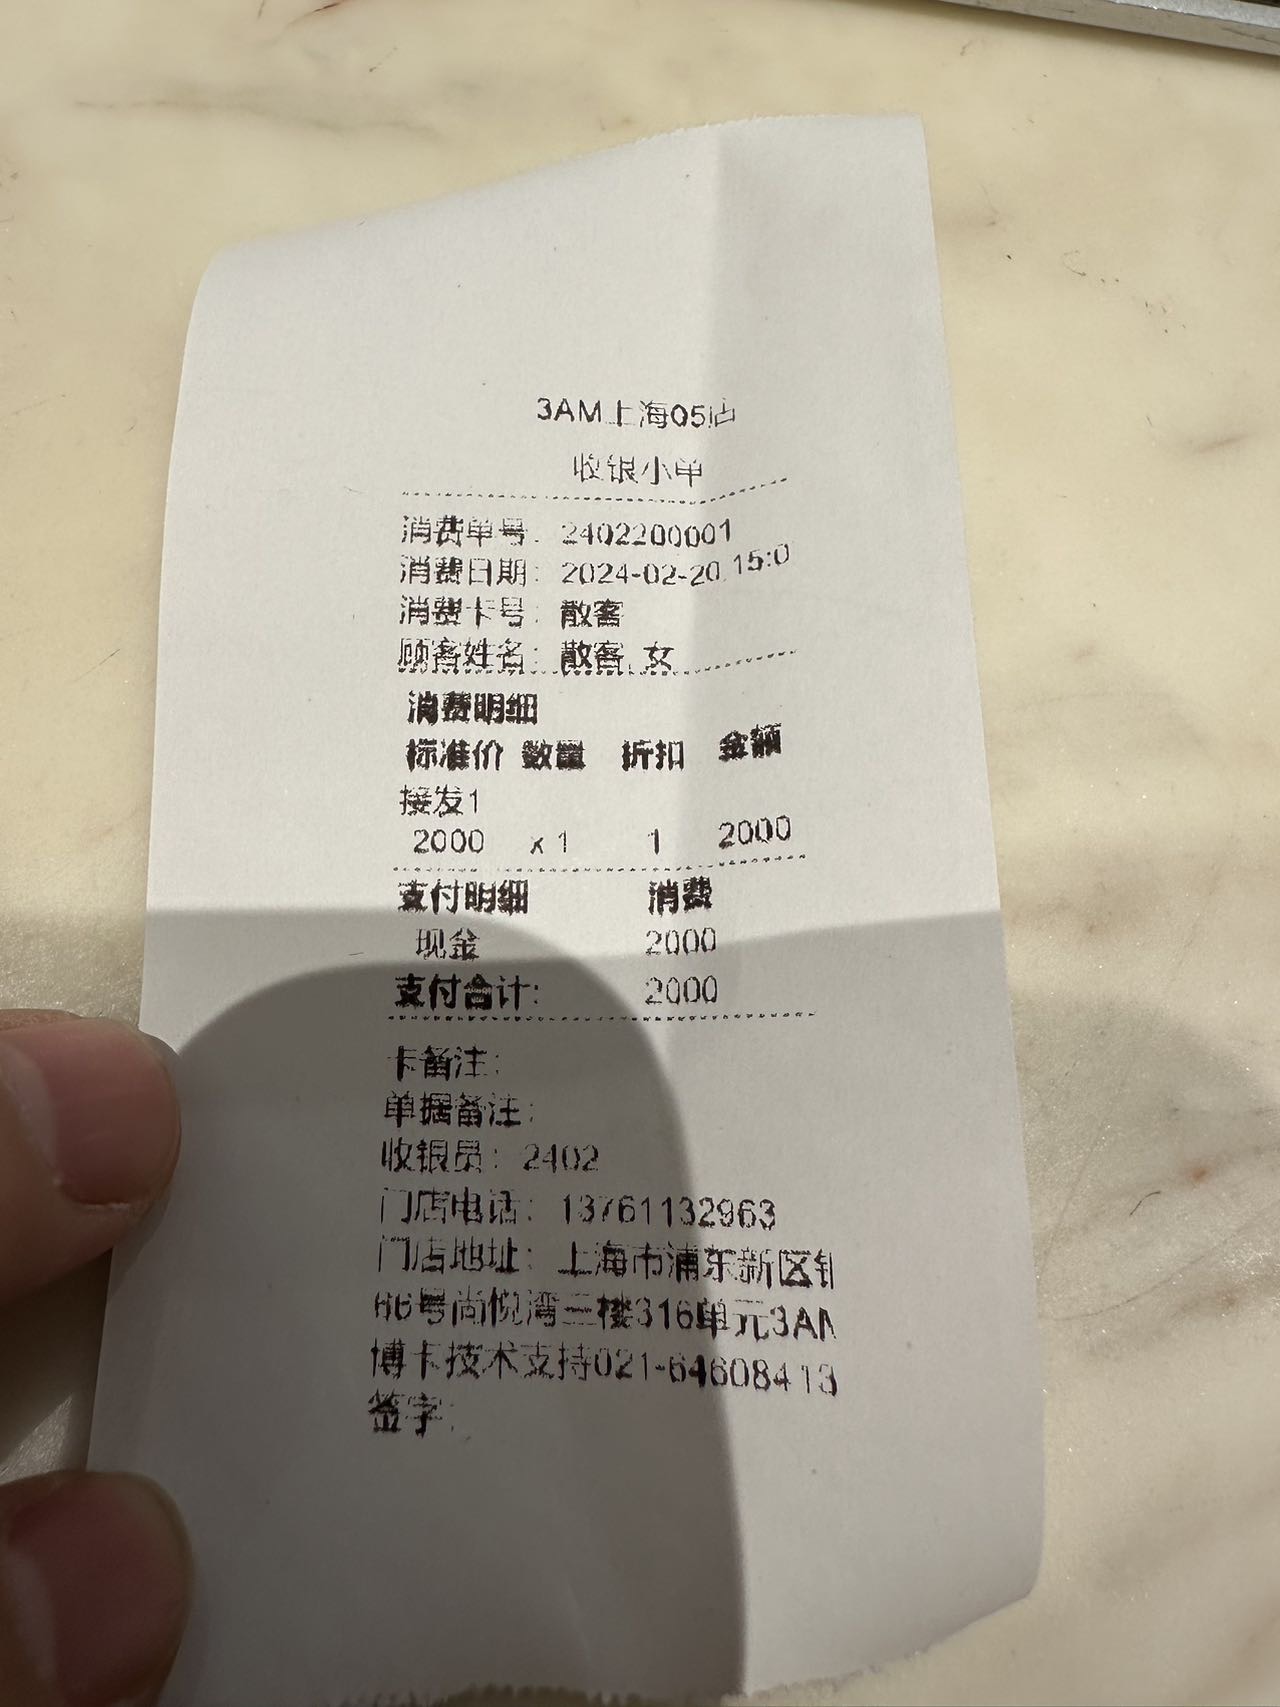 3AM上海05店
收银小单
消费单号: 2402200001
消费日期: 2024-02-20 15:0
消费卡号: 散客
顾客姓名: 散客 女
消费明细
标准价 数量 折扣 金额
接发1
2000 x 1 1 2000
支付明细 消费
现金 2000
支付合计: 2000
卡备注:
单据备注:
收银员: 2402
门店电话: 13761132963
门店地址: 上海市浦东新区
66号尚悦湾三楼316单元3AM
博卡技术支持021-64608413
签字: